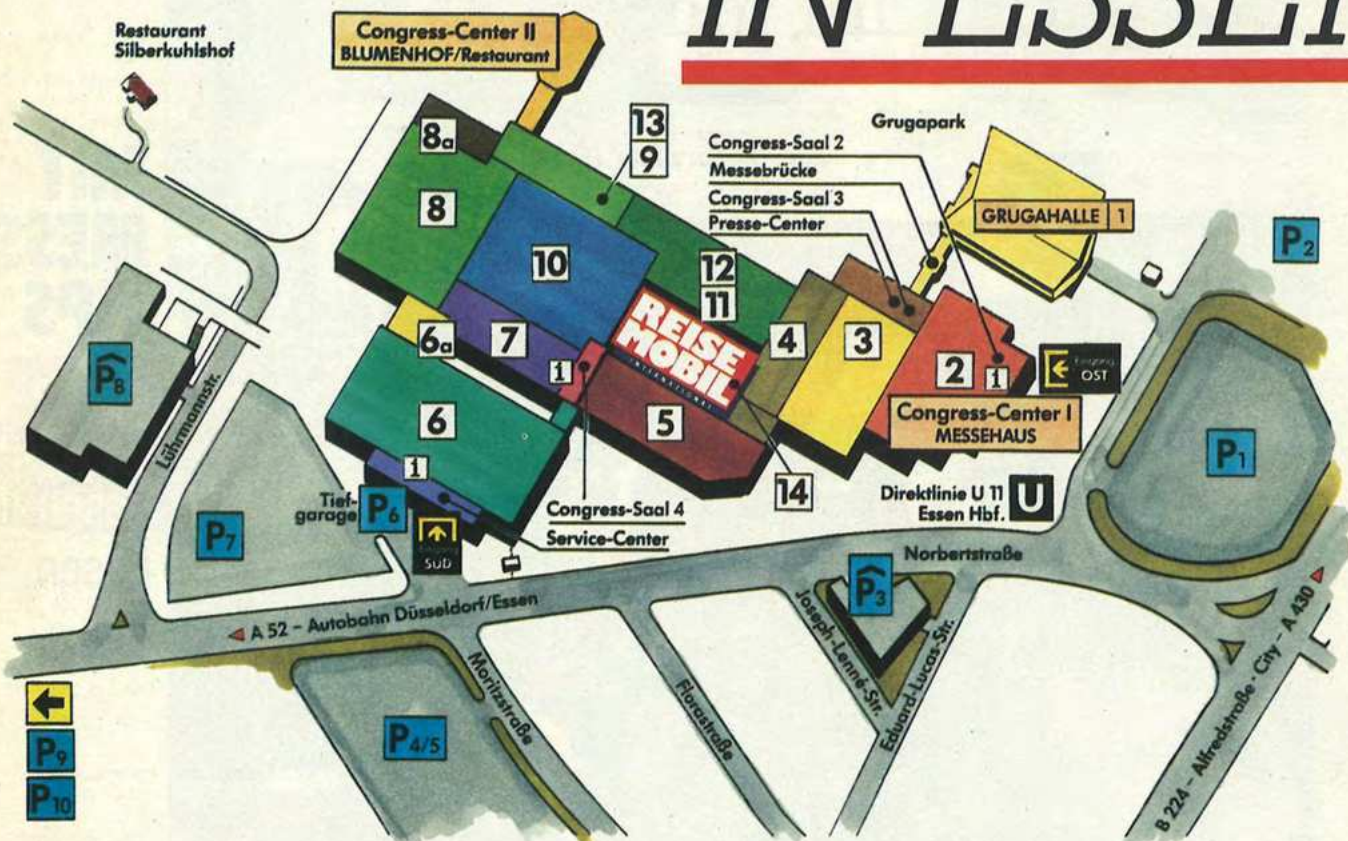 IN ESSE
Restaurant
Silberkuhlshof
Congress-Center II
BLUMENHOF/Restaurant
13
9
Grugapark
Congress-Saal 2
Messebrücke
Congress-Saal 3
Presse-Center
GRUGAHALLE 1
P2
8a
8
10
12
11
REISE
MOBIL
INTERNATIONAL
4
3
2
i
Eingang
OST
Congress-Center I
MESSEHAUS
6a
7
i
5
14
6
i
P8
Lührmannstr.
P7
Tief-
garage
P6
SÜD
Congress-Saal 4
Service-Center
Direktlinie U 11
Essen Hbf.
U
P1
Norbertstraße
P3
A 52 – Autobahn Düsseldorf/Essen
Moritzstraße
Florastraße
Joseph-Lenné-Str.
Eduard-Lucas-Str.
B 224 – Alfredstraße - City - A 430
P4/5
P9
P10